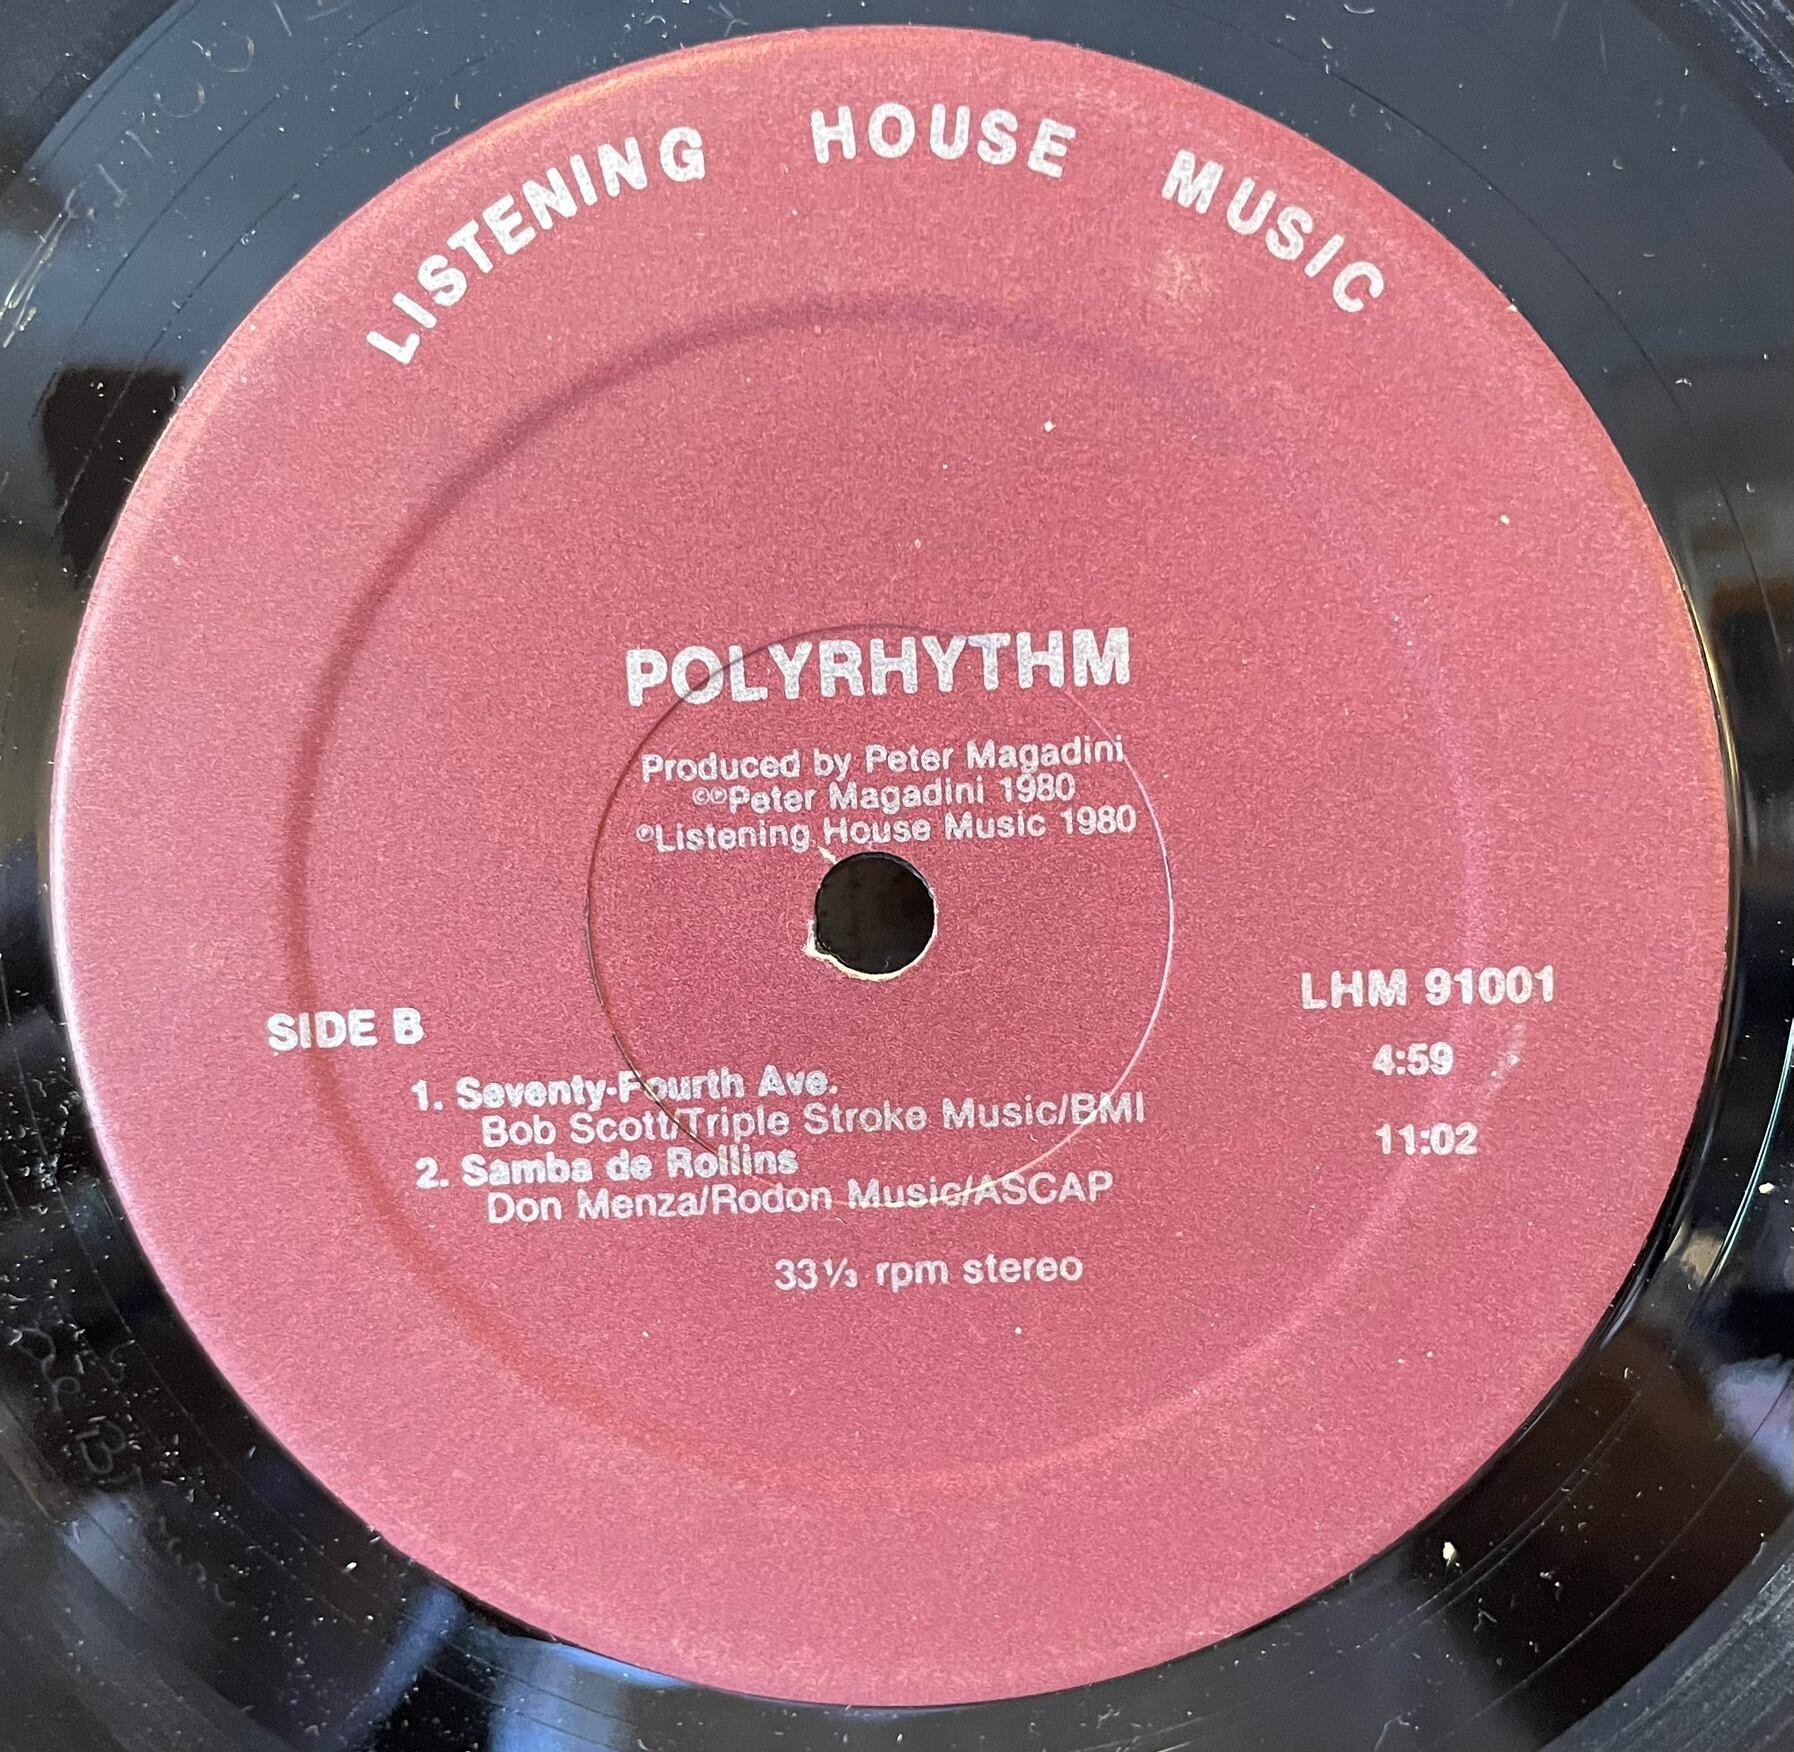 LISTENING HOUSE MUSIC
POLYRHYTHM
Produced by Peter Magadini
©℗Peter Magadini 1980
℗Listening House Music 1980
SIDE B
LHM 91001
1. Seventy-Fourth Ave.
4:59
Bob Scott/Triple Stroke Music/BMI
2. Samba de Rollins
11:02
Don Menza/Rodon Music/ASCAP
33⅓ rpm stereo